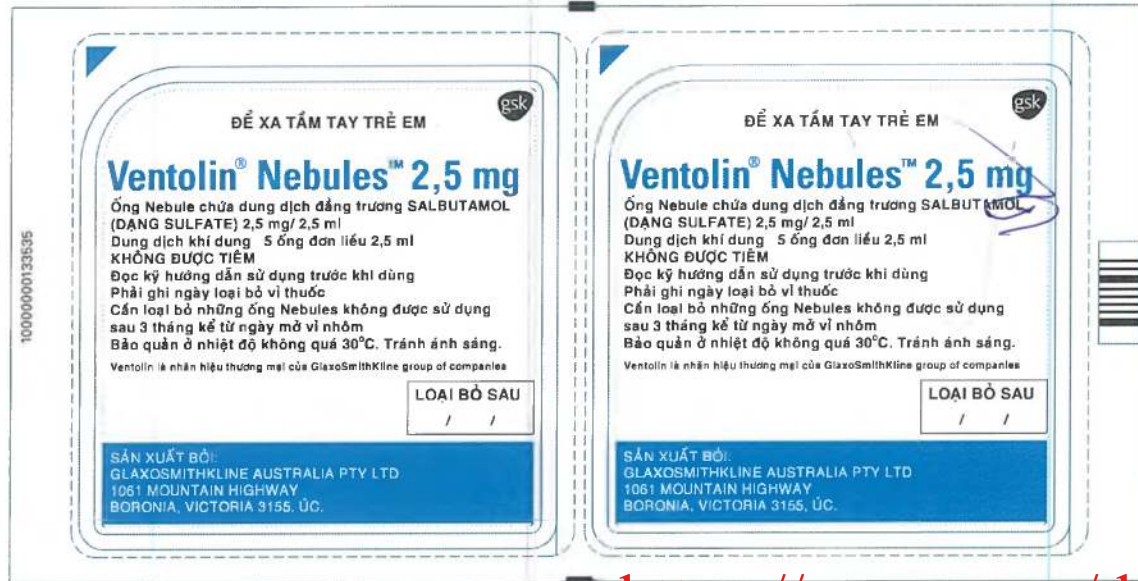 gsk
ĐỂ XA TẦM TAY TRẺ EM
Ventolin® Nebules™ 2,5 mg
Ống Nebule chứa dung dịch đẳng trương SALBUTAMOL
(DẠNG SULFATE) 2,5 mg/ 2,5 ml
Dung dịch khí dung 5 ống đơn liều 2,5 ml
KHÔNG ĐƯỢC TIÊM
Đọc kỹ hướng dẫn sử dụng trước khi dùng
Phải ghi ngày loại bỏ vỉ thuốc
Cần loại bỏ những ống Nebules không được sử dụng
sau 3 tháng kể từ ngày mở vỉ nhôm
Bảo quản ở nhiệt độ không quá 30°C. Tránh ánh sáng.
Ventolin là nhãn hiệu thương mại của GlaxoSmithKline group of companies
LOẠI BỎ SAU
/ /
SẢN XUẤT BỞI:
GLAXOSMITHKLINE AUSTRALIA PTY LTD
1061 MOUNTAIN HIGHWAY
BORONIA, VICTORIA 3155, ÚC.
gsk
ĐỂ XA TẦM TAY TRẺ EM
Ventolin® Nebules™ 2,5 mg
Ống Nebule chứa dung dịch đẳng trương SALBUTAMOL
(DẠNG SULFATE) 2,5 mg/ 2,5 ml
Dung dịch khí dung 5 ống đơn liều 2,5 ml
KHÔNG ĐƯỢC TIÊM
Đọc kỹ hướng dẫn sử dụng trước khi dùng
Phải ghi ngày loại bỏ vỉ thuốc
Cần loại bỏ những ống Nebules không được sử dụng
sau 3 tháng kể từ ngày mở vỉ nhôm
Bảo quản ở nhiệt độ không quá 30°C. Tránh ánh sáng.
Ventolin là nhãn hiệu thương mại của GlaxoSmithKline group of companies
LOẠI BỎ SAU
/ /
SẢN XUẤT BỞI:
GLAXOSMITHKLINE AUSTRALIA PTY LTD
1061 MOUNTAIN HIGHWAY
BORONIA, VICTORIA 3155, ÚC.